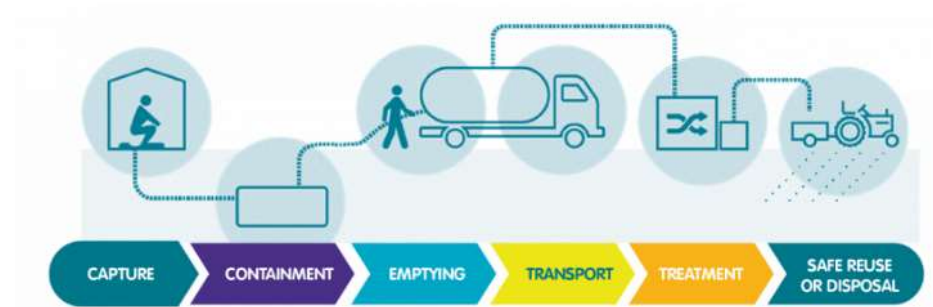 CAPTURE
CONTAINMENT
EMPTYING
TRANSPORT
TREATMENT
SAFE REUSE
OR DISPOSAL